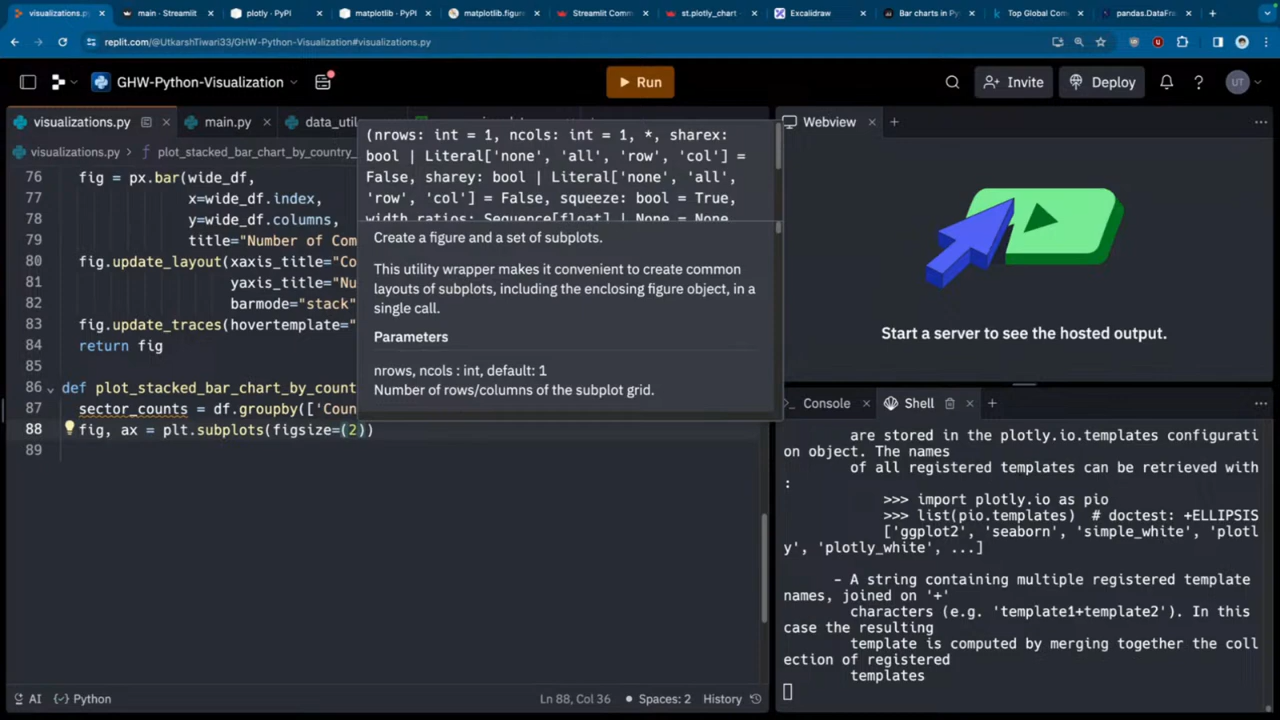 main - Streamlit
plotly · PyPI
matplotlib · PyPI
matplotlib.figure
Streamlit Comm
st.plotly_chart
Excalidraw
Bar charts in Py
Top Global Com
pandas.DataFra
replit.com/@UtkarshTiwari33/GHW-Python-Visualization#visualizations.py
GHW-Python-Visualization
Run
Invite
Deploy
UT
visualizations.py
main.py
data_util
Webview
visualizations.py
plot_stacked_bar_chart_by_country_
(nrows: int = 1, ncols: int = 1, *, sharex:
bool | Literal['none', 'all', 'row', 'col'] =
False, sharey: bool | Literal['none', 'all',
'row', 'col'] = False, squeeze: bool = True,
width_ratios: Sequence[float] | None = None
Create a figure and a set of subplots.
This utility wrapper makes it convenient to create common
layouts of subplots, including the enclosing figure object, in a
single call.
Parameters
nrows, ncols : int, default: 1
Number of rows/columns of the subplot grid.
76 fig = px.bar(wide_df,
77 x=wide_df.index,
78 y=wide_df.columns,
79 title="Number of Com
80 fig.update_layout(xaxis_title="Co
81 yaxis_title="Nu
82 barmode="stack"
83 fig.update_traces(hovertemplate="
84 return fig
85
86 def plot_stacked_bar_chart_by_count
87 sector_counts = df.groupby(['Coun
88 fig, ax = plt.subplots(figsize=(2))
89
AI
Python
Ln 88, Col 36
Spaces: 2
History
Start a server to see the hosted output.
Console
Shell
are stored in the plotly.io.templates configurati
on object. The names
of all registered templates can be retrieved with
:
>>> import plotly.io as pio
>>> list(pio.templates) # doctest: +ELLIPSIS
['ggplot2', 'seaborn', 'simple_white', 'plotl
y', 'plotly_white', ...]
- A string containing multiple registered template
names, joined on '+'
characters (e.g. 'template1+template2'). In this
case the resulting
template is computed by merging together the coll
ection of registered
templates